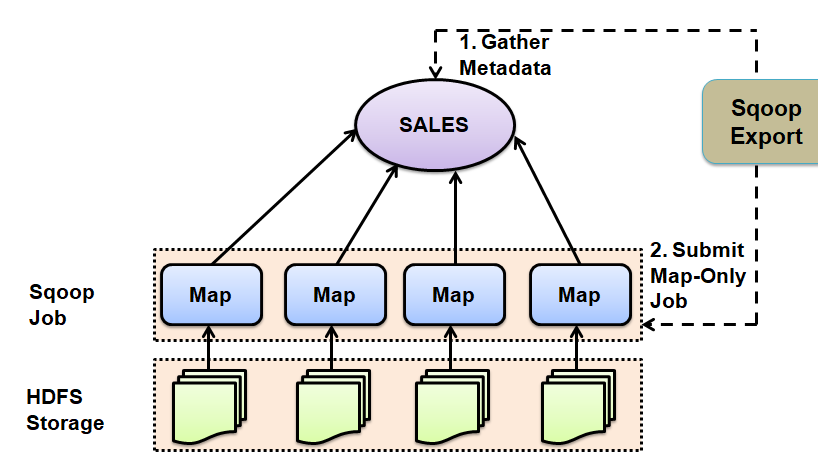 1. Gather
Metadata
Sqoop
Export
SALES
2. Submit
Map-Only
Job
Sqoop
Job
Map
Map
Map
Map
HDFS
Storage